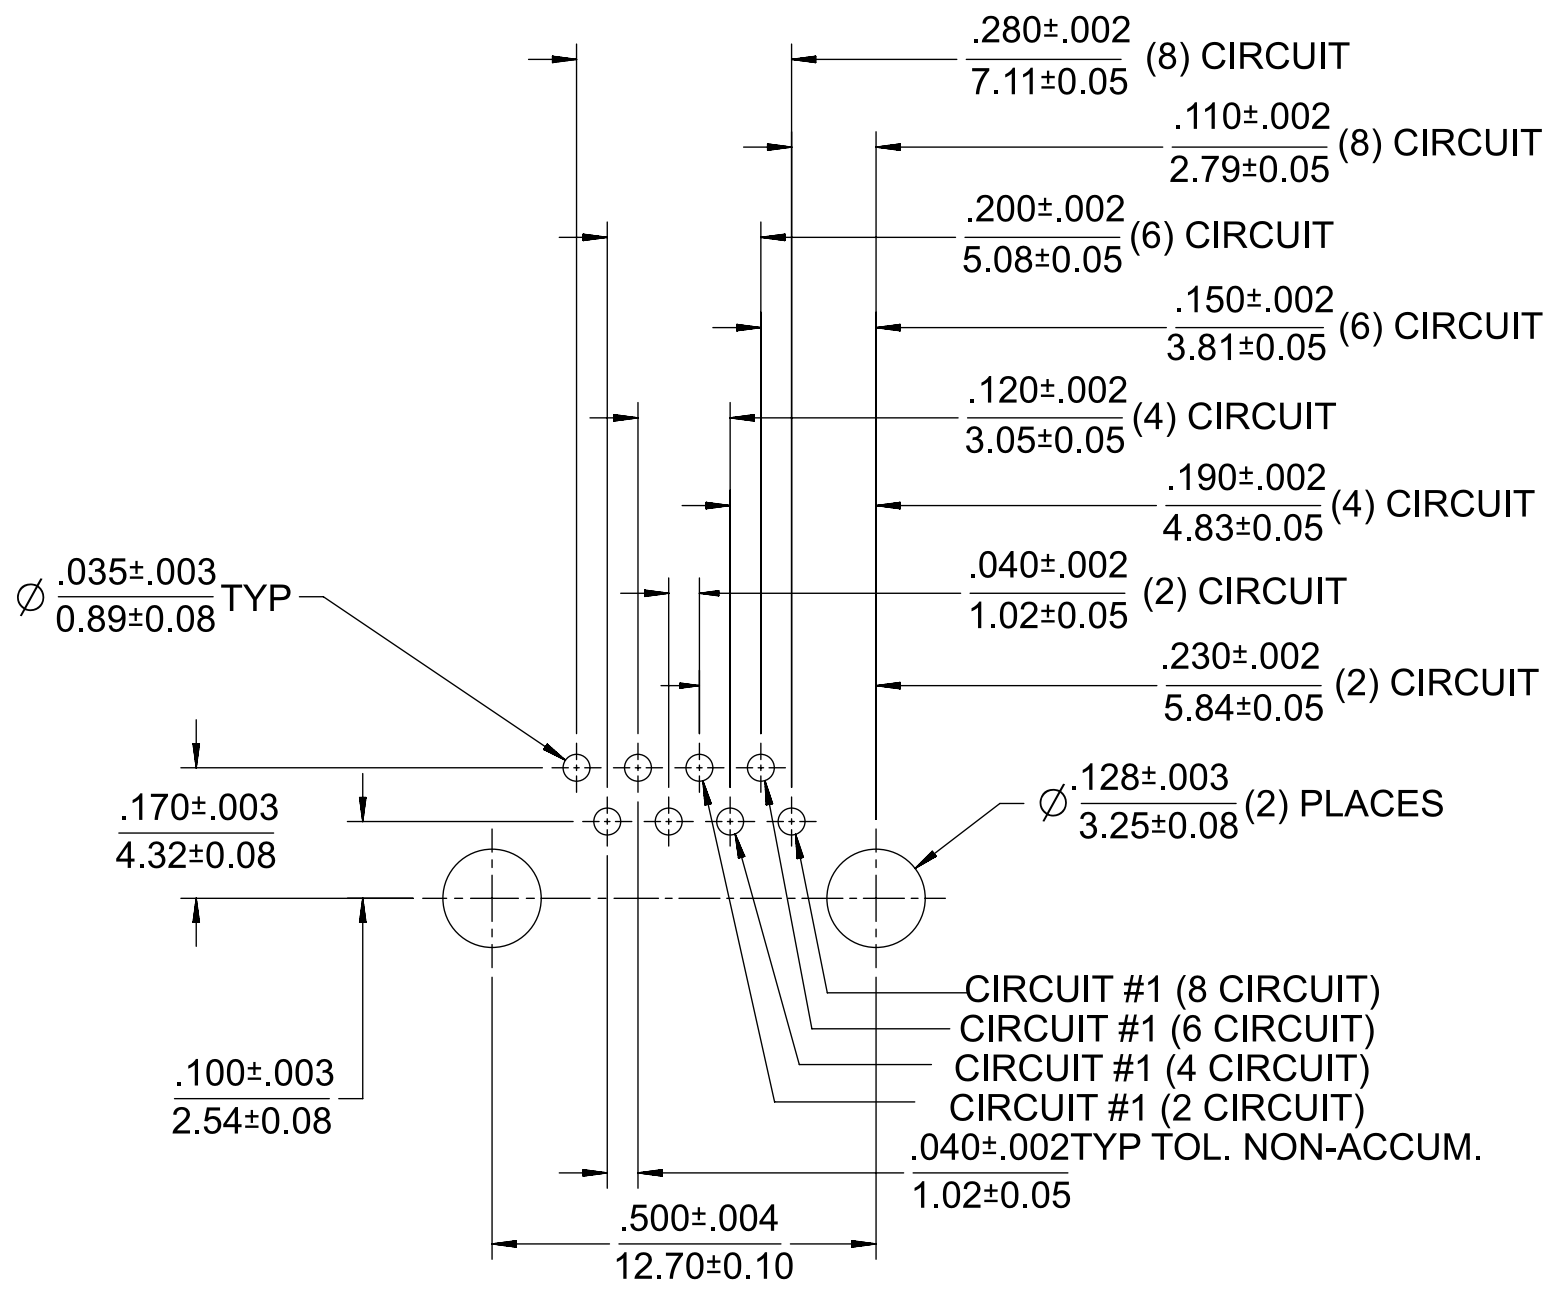 .280±.002
7.11±0.05 (8) CIRCUIT
.110±.002
2.79±0.05 (8) CIRCUIT
.200±.002
5.08±0.05 (6) CIRCUIT
.150±.002
3.81±0.05 (6) CIRCUIT
.120±.002
3.05±0.05 (4) CIRCUIT
.190±.002
4.83±0.05 (4) CIRCUIT
∅ .035±.003
0.89±0.08 TYP
.040±.002
1.02±0.05 (2) CIRCUIT
.230±.002
5.84±0.05 (2) CIRCUIT
.170±.003
4.32±0.08
∅ .128±.003
3.25±0.08 (2) PLACES
CIRCUIT #1 (8 CIRCUIT)
CIRCUIT #1 (6 CIRCUIT)
CIRCUIT #1 (4 CIRCUIT)
CIRCUIT #1 (2 CIRCUIT)
.100±.003
2.54±0.08
.040±.002 TYP TOL. NON-ACCUM.
1.02±0.05
.500±.004
12.70±0.10